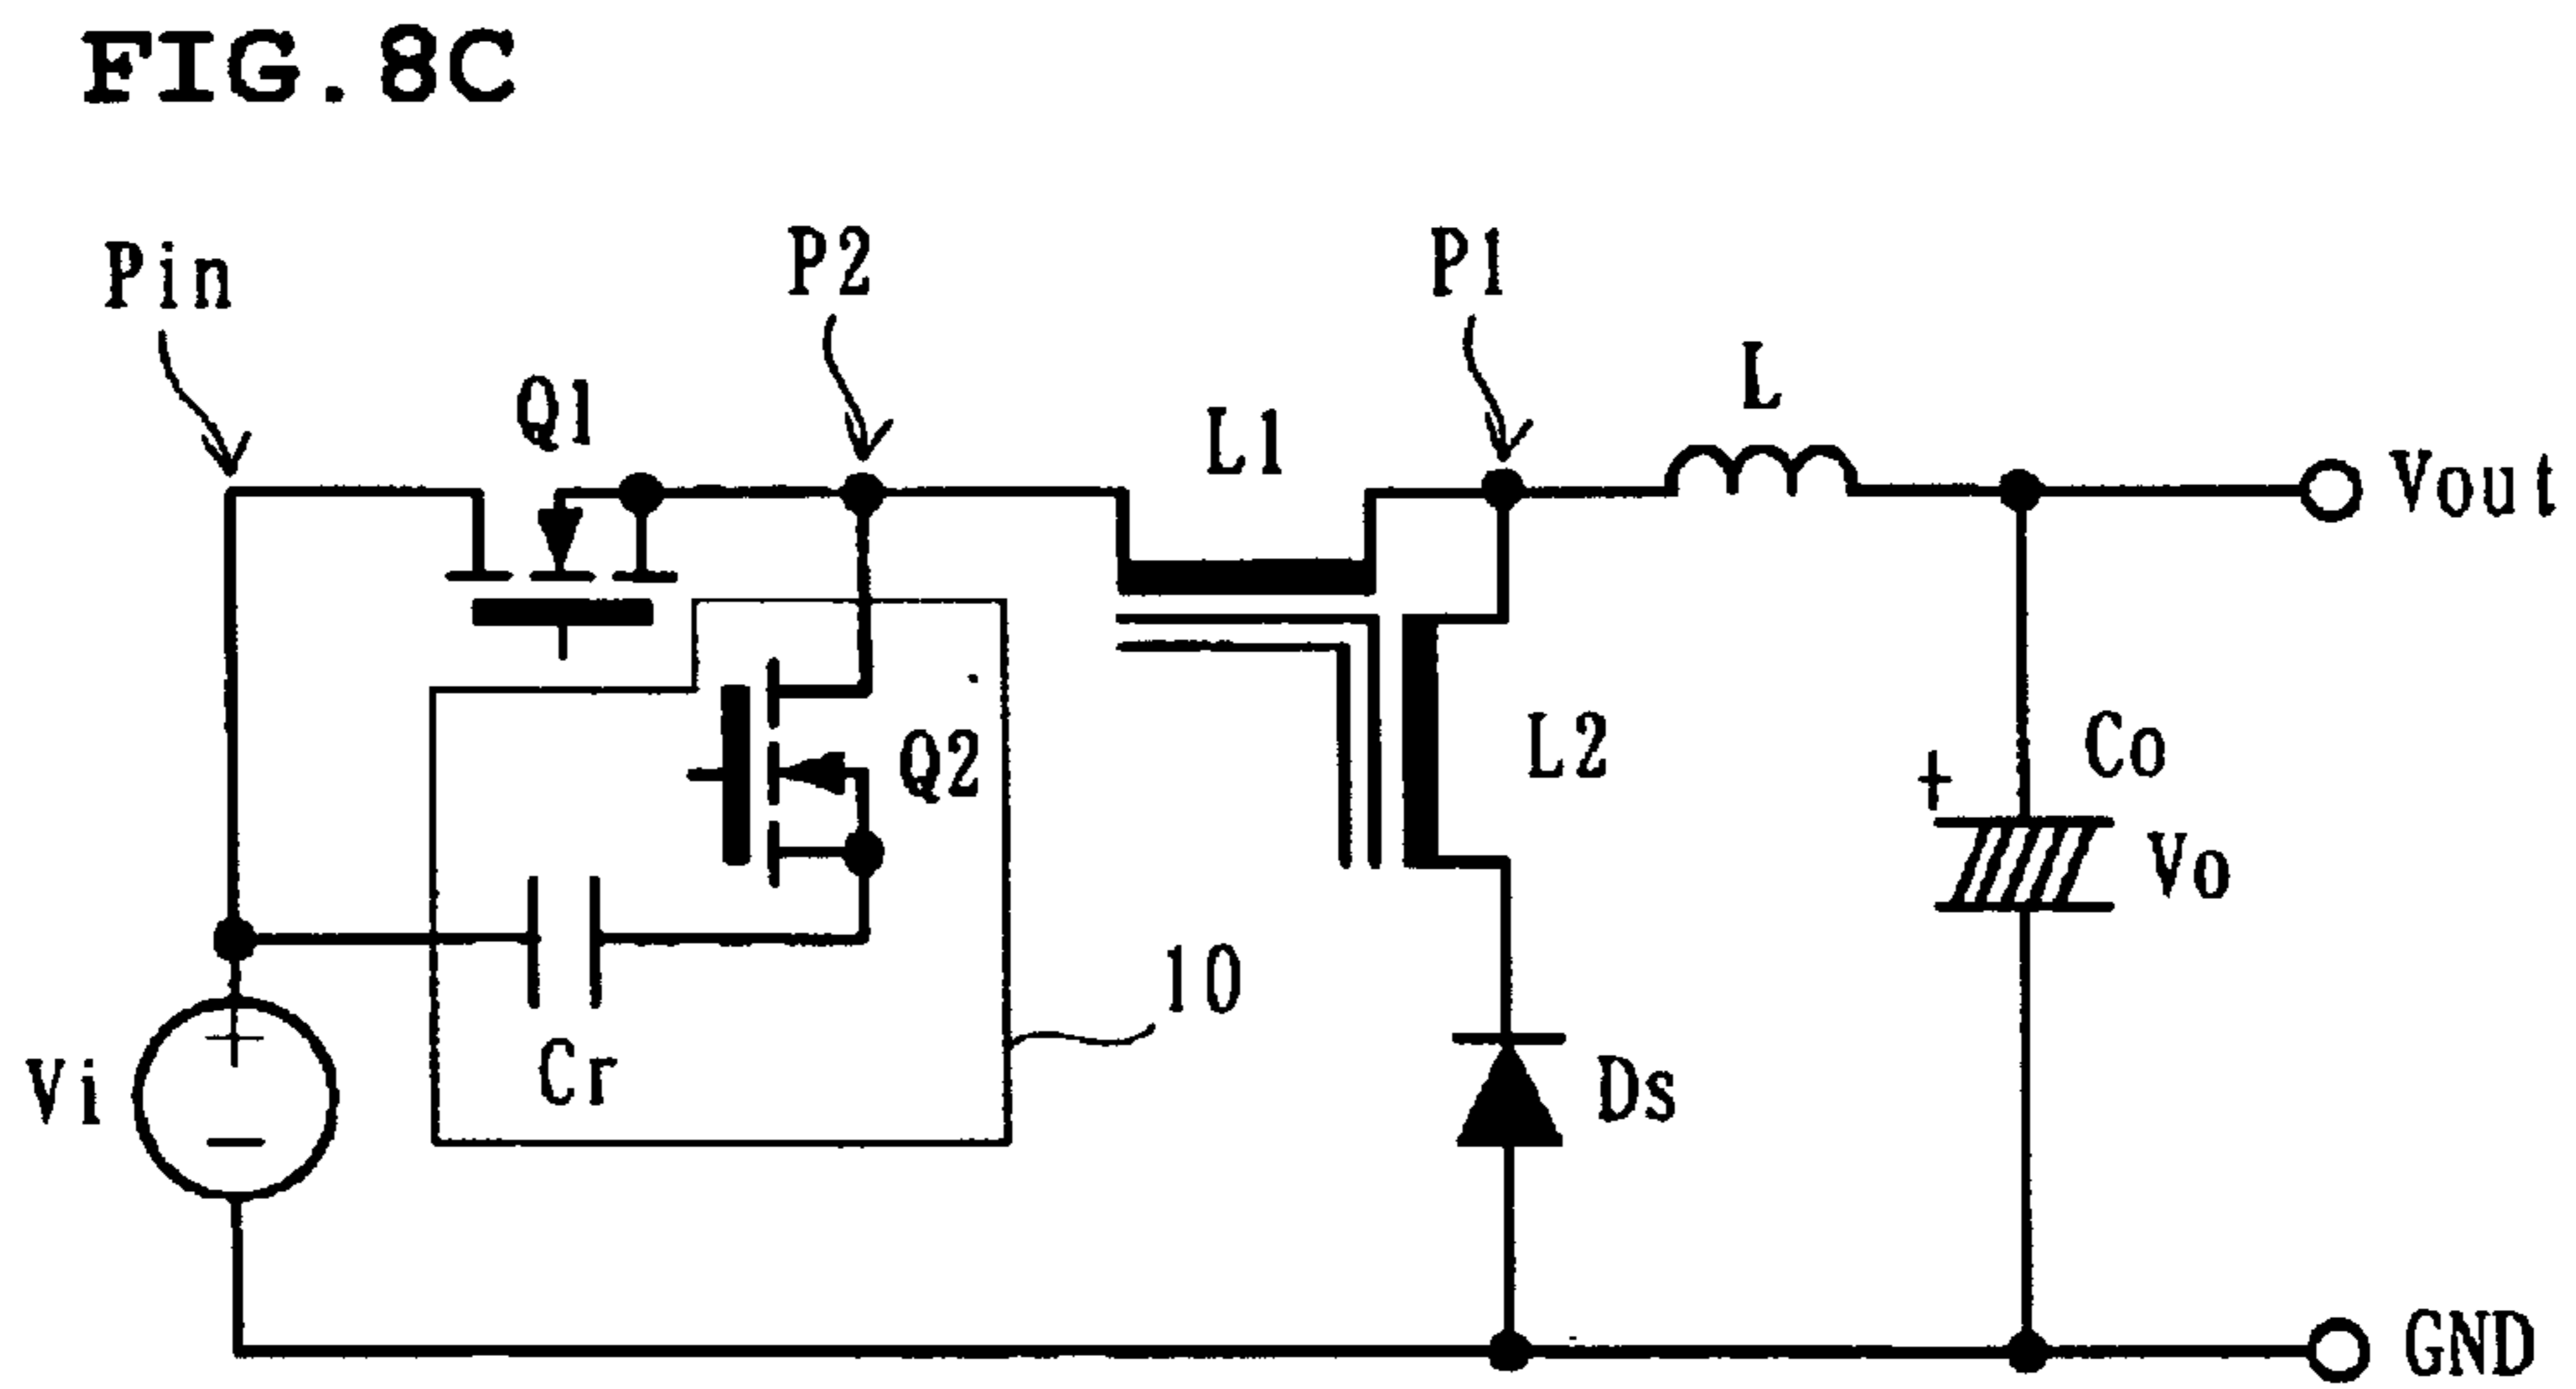 FIG. 8C
Pin
P2
P1
Q1
L1
L
Vout
Q2
L2
Co
+
Vo
10
Cr
Vi
+
−
Ds
GND